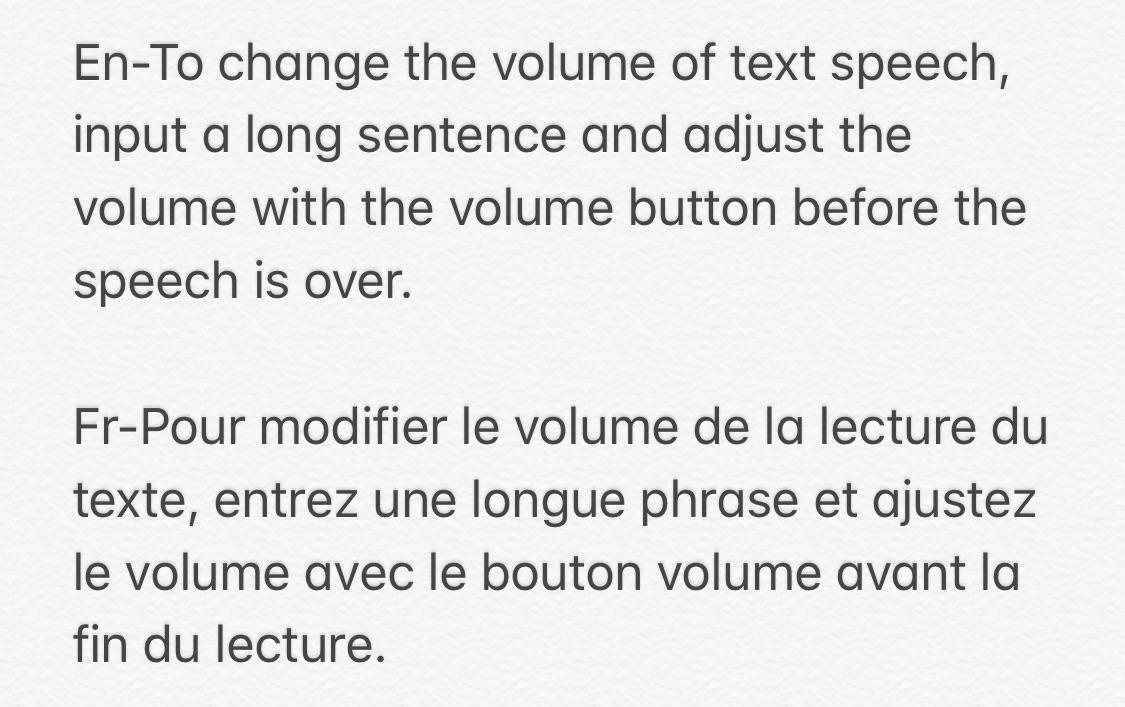 En-To change the volume of text speech,
input a long sentence and adjust the
volume with the volume button before the
speech is over.
Fr-Pour modifier le volume de la lecture du
texte, entrez une longue phrase et ajustez
le volume avec le bouton volume avant la
fin du lecture.